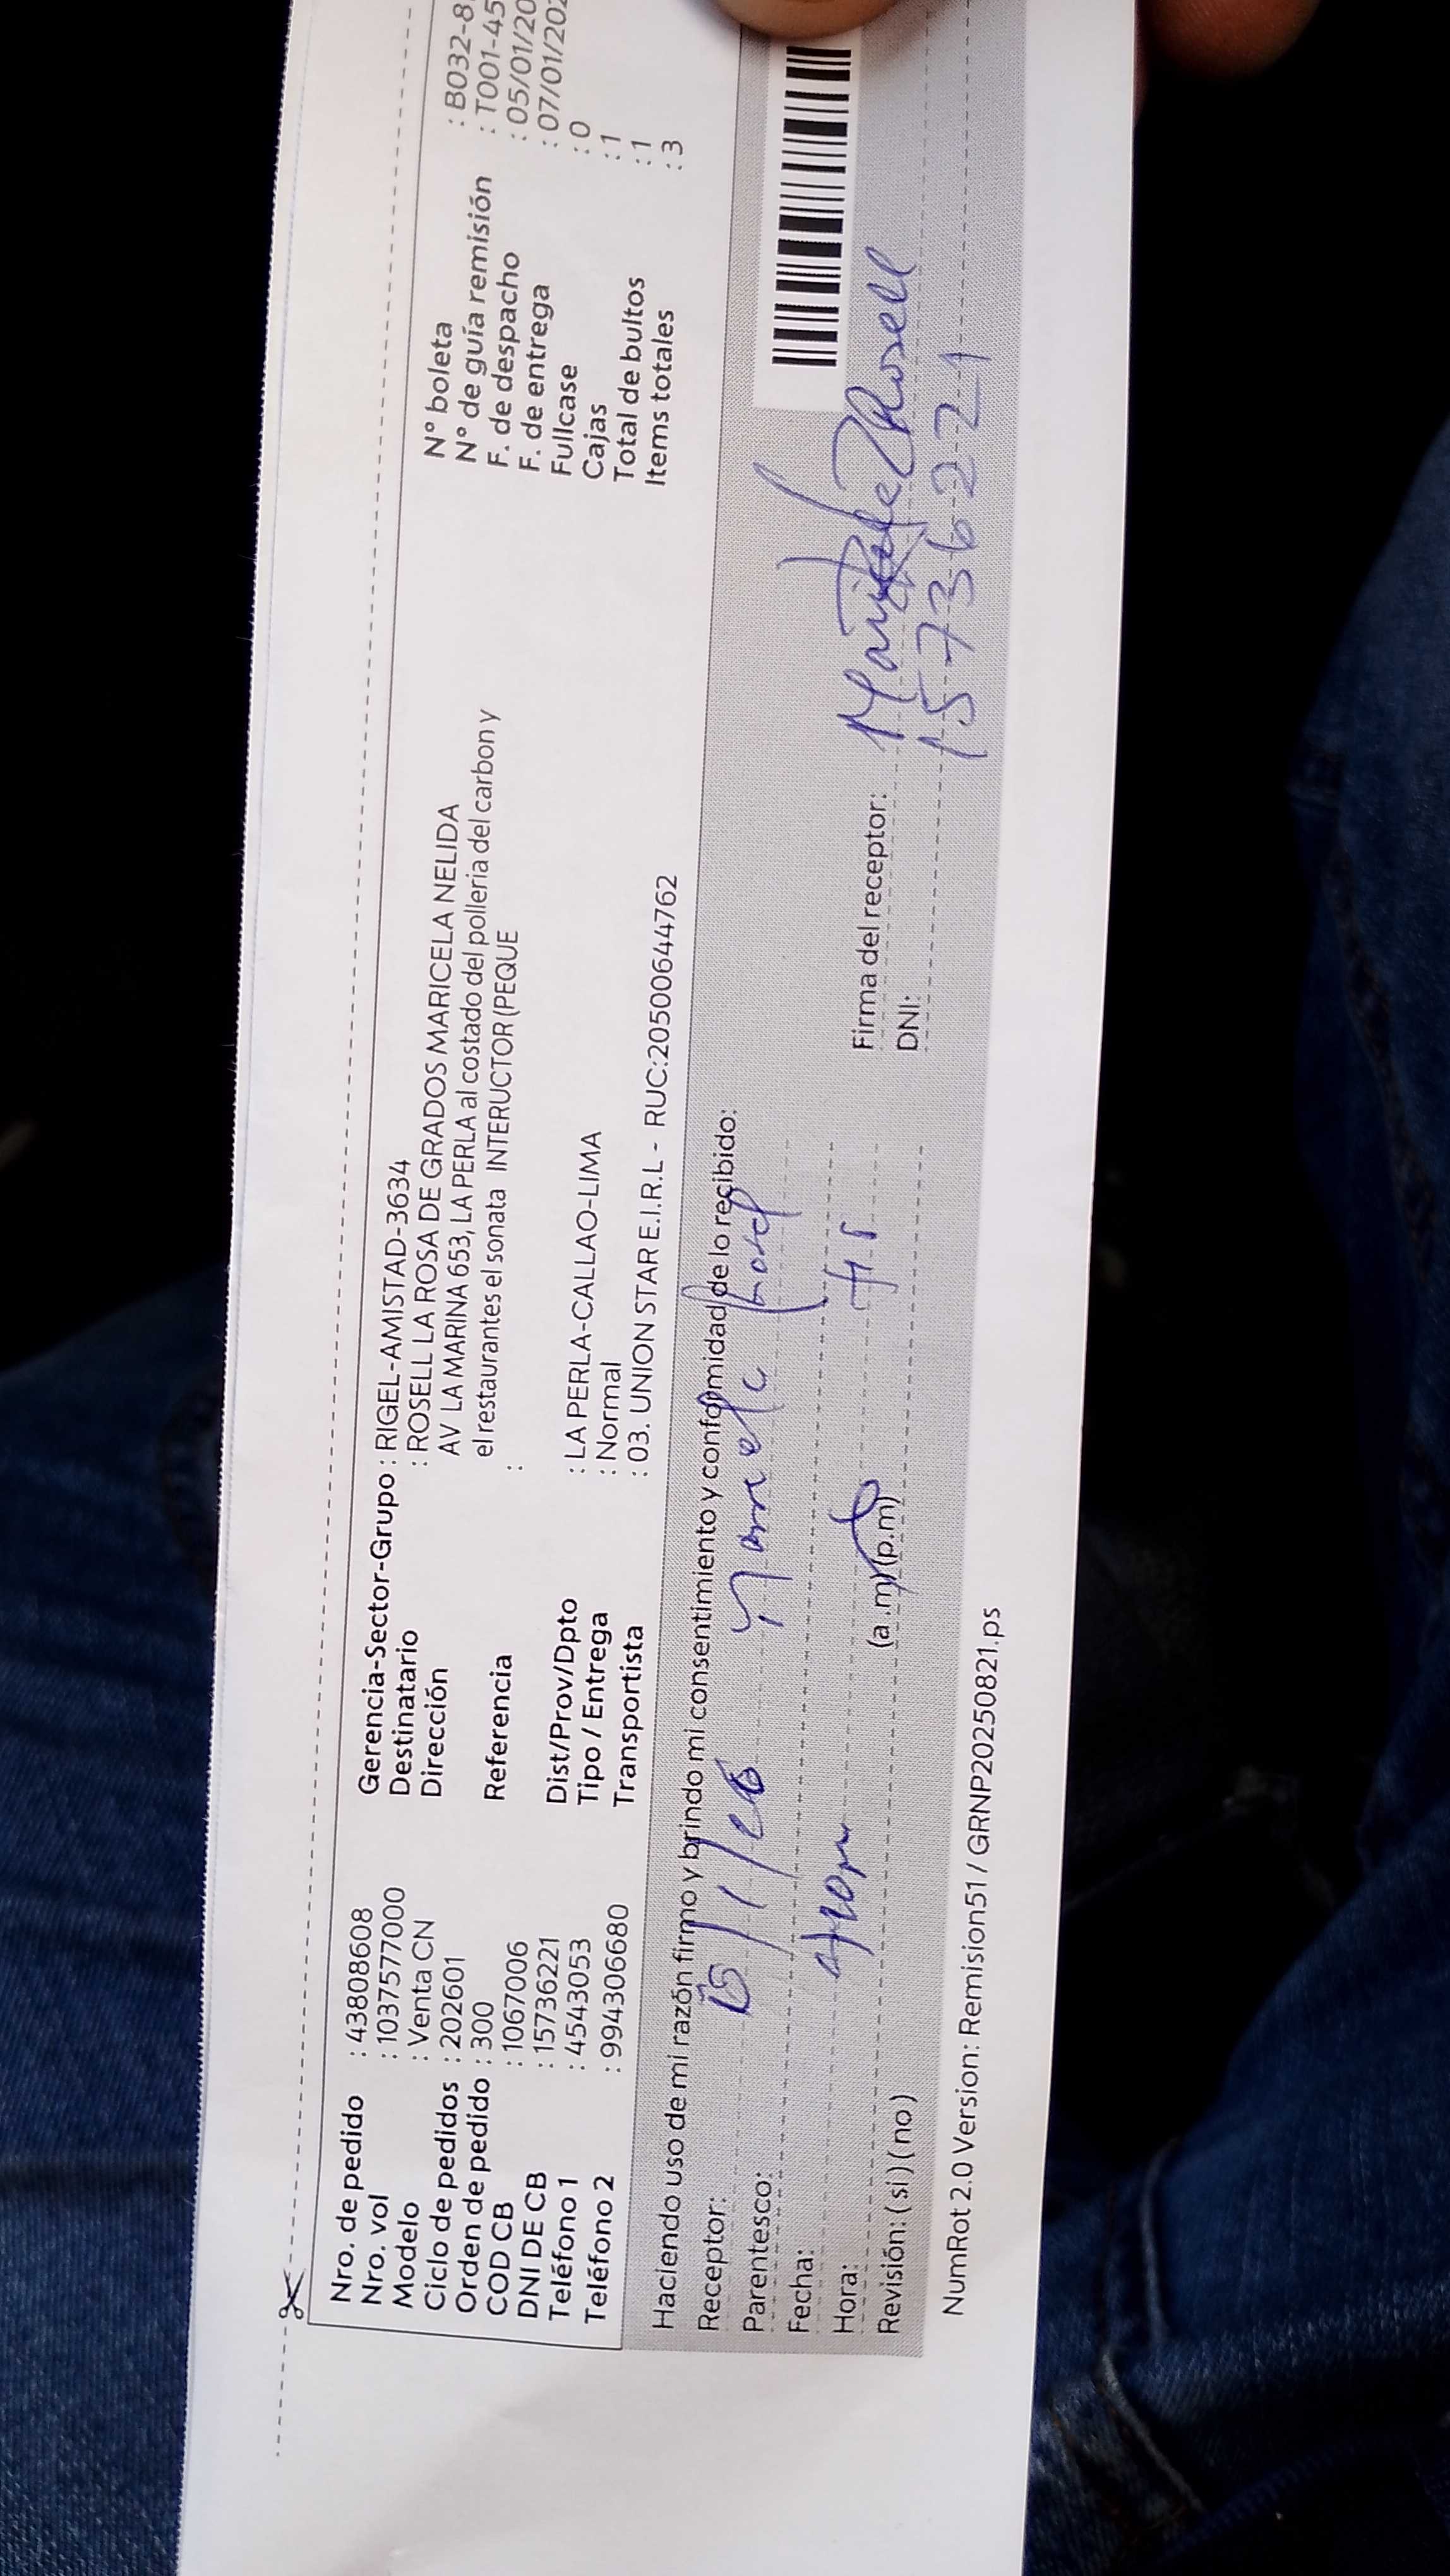 Nro. de pedido : 43808608
Nro. vol : 1037577000
Modelo : Venta CN
Ciclo de pedidos : 202601
Orden de pedido : 300
COD CB : 1067006
DNI DE CB : 15736221
Teléfono 1 : 4543053
Teléfono 2 : 994306680
Gerencia-Sector-Grupo : RIGEL-AMISTAD-3634
Destinatario : ROSELL LA ROSA DE GRADOS MARICELA NELIDA
Dirección AV LA MARINA 653, LA PERLA al costado del polleria del carbon y
el restaurantes el sonata INTERUCTOR (PEQUE
Referencia :
Dist/Prov/Dpto : LA PERLA-CALLAO-LIMA
Tipo / Entrega : Normal
Transportista : 03. UNION STAR E.I.R.L - RUC:20500644762
N° boleta : B032-8
N° de guía remisión : T001-45
F. de despacho : 05/01/20
F. de entrega : 07/01/202
Fullcase : 0
Cajas : 1
Total de bultos : 1
Items totales : 3
Haciendo uso de mi razón firmo y brindo mi consentimiento y conformidad de lo recibido:
Receptor:
Parentesco:
Fecha:
Hora:
Revisión: ( si ) ( no )
(a.m) (p.m)
Firma del receptor: Rosell
DNI: 15736221
NumRot 2.0 Version: Remision51 / GRNP20250821.ps